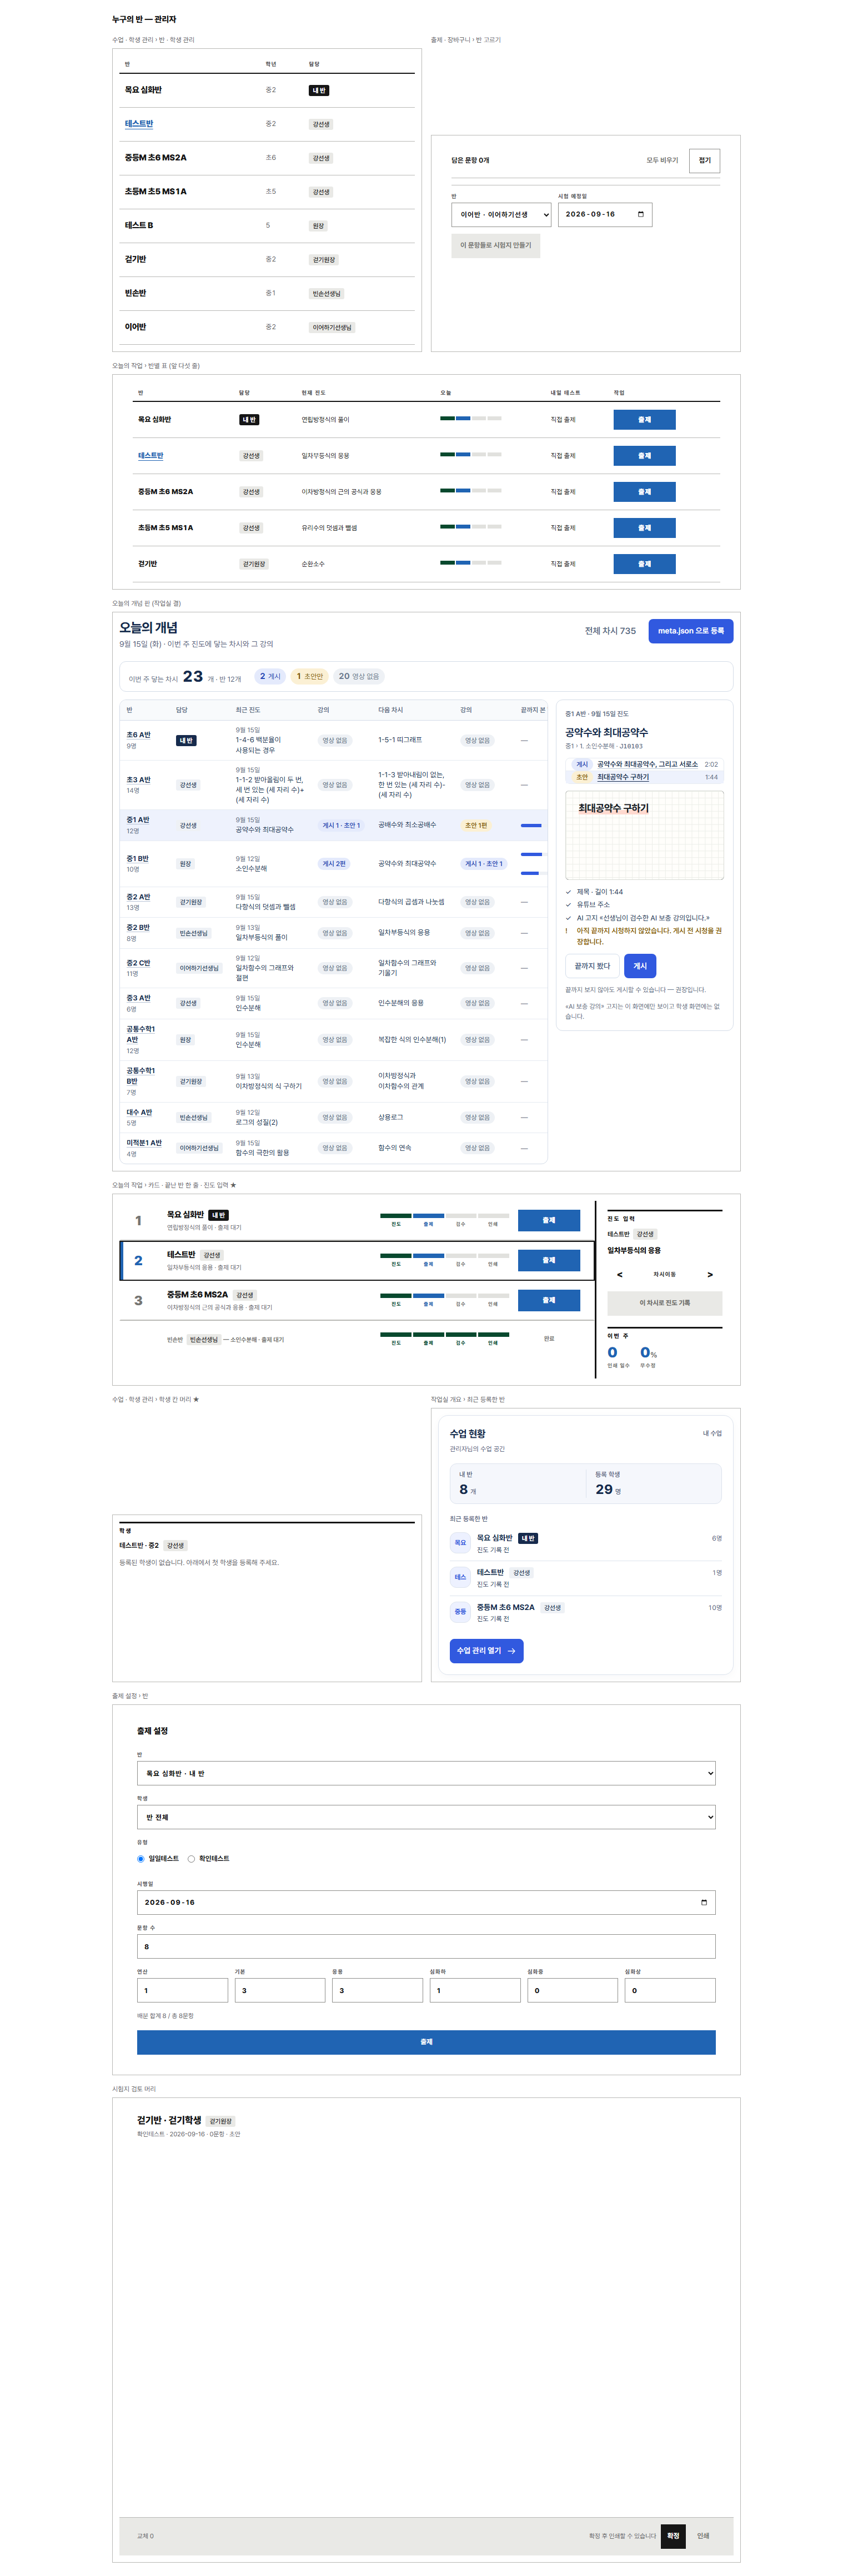 누구의 반 — 관리자
수업 · 학생 관리 › 반 · 학생 관리
반 학년 담당
목요 심화반 중2 내 반
테스트반 중2 강선생
중등M 초6 MS2A 초6 강선생
초등M 초5 MS1A 초5 강선생
테스트 B 5 원장
걷기반 중2 걷기원장
빈손반 중1 빈손선생님
이어반 중2 이어하기선생님
출제 · 장바구니 › 반 고르기
담은 문항 0개 모두 비우기 접기
반 시험 예정일
이어반 · 이어하기선생 2026-09-16
이 문항들로 시험지 만들기
오늘의 작업 › 반별 표 (앞 다섯 줄)
반 담당 현재 진도 오늘 내일 테스트 작업
목요 심화반 내 반 연립방정식의 풀이 직접 출제 출제
테스트반 강선생 일차부등식의 응용 직접 출제 출제
중등M 초6 MS2A 강선생 이차방정식의 근의 공식과 응용 직접 출제 출제
초등M 초5 MS1A 강선생 유리수의 덧셈과 뺄셈 직접 출제 출제
걷기반 걷기원장 순환소수 직접 출제 출제
오늘의 개념 판 (작업실 결)
오늘의 개념
9월 15일 (화) · 이번 주 진도에 닿는 차시와 그 강의
전체 차시 735 meta.json 으로 등록
이번 주 닿는 차시 23 개 · 반 12개 2 게시 1 초안만 20 영상 없음
반 담당 최근 진도 강의 다음 차시 강의 끝까지 본
초6 A반 9명 내 반 9월 15일 1-4-6 백분율이 사용되는 경우 영상 없음 1-5-1 띠그래프 영상 없음 —
초3 A반 14명 강선생 9월 15일 1-1-2 받아올림이 두 번, 세 번 있는 (세 자리 수)+(세 자리 수) 영상 없음 1-1-3 받아내림이 없는, 한 번 있는 (세 자리 수)-(세 자리 수) 영상 없음 —
중1 A반 12명 강선생 9월 15일 공약수와 최대공약수 게시 1 · 초안 1 공배수와 최소공배수 초안 1편
중1 B반 10명 원장 9월 12일 소인수분해 게시 2편 공약수와 최대공약수 게시 1 · 초안 1
중2 A반 13명 걷기원장 9월 15일 다항식의 덧셈과 뺄셈 영상 없음 다항식의 곱셈과 나눗셈 영상 없음 —
중2 B반 8명 빈손선생님 9월 13일 일차부등식의 풀이 영상 없음 일차부등식의 응용 영상 없음 —
중2 C반 11명 이어하기선생님 9월 12일 일차함수의 그래프와 절편 영상 없음 일차함수의 그래프와 기울기 영상 없음 —
중3 A반 9명 강선생 9월 15일 인수분해 영상 없음 인수분해의 응용 영상 없음 —
공통수학1 A반 12명 원장 9월 15일 인수분해 영상 없음 복잡한 식의 인수분해(1) 영상 없음 —
공통수학1 B반 7명 걷기원장 9월 13일 이차방정식의 식 구하기 영상 없음 이차방정식과 이차함수의 관계 영상 없음 —
대수 A반 5명 빈손선생님 9월 12일 로그의 성질(2) 영상 없음 상용로그 영상 없음 —
미적분1 A반 4명 이어하기선생님 9월 15일 함수의 극한의 활용 영상 없음 함수의 연속 영상 없음 —
중1 A반 · 9월 15일 진도
공약수와 최대공약수
중1 › 1. 소인수분해 · J10103
게시 공약수와 최대공약수, 그리고 서로소 2:02
초안 최대공약수 구하기 1:44
최대공약수 구하기
✓ 제목 · 길이 1:44
✓ 유튜브 주소
✓ AI 고지 «선생님이 검수한 AI 보충 강의입니다.»
! 아직 끝까지 시청하지 않았습니다. 게시 전 시청을 권장합니다.
끝까지 봤다 게시
끝까지 보지 않아도 게시할 수 있습니다 — 권장입니다.
«AI 보충 강의» 고지는 이 화면에만 보이고 학생 화면에는 없습니다.
오늘의 작업 › 카드 · 끝난 반 한 줄 · 진도 입력 ★
1 목요 심화반 내 반
연립방정식의 풀이 · 출제 대기
진도 출제 검수 인쇄 출제
2 테스트반 강선생
일차부등식의 응용 · 출제 대기
진도 출제 검수 인쇄 출제
3 중등M 초6 MS2A 강선생
이차방정식의 근의 공식과 응용 · 출제 대기
진도 출제 검수 인쇄 출제
빈손반 빈손선생님 — 소인수분해 · 출제 대기
진도 출제 검수 인쇄 완료
진도 입력
테스트반 강선생
일차부등식의 응용
< 차시이동 >
이 차시로 진도 기록
이번 주
0 0%
인쇄 일수 무수정
수업 · 학생 관리 › 학생 칸 머리 ★
학생
테스트반 · 중2 강선생
등록된 학생이 없습니다. 아래에서 첫 학생을 등록해 주세요.
작업실 개요 › 최근 등록한 반
수업 현황 내 수업
관리자님의 수업 공간
내 반 등록 학생
8 개 29 명
최근 등록한 반
목요 목요 심화반 내 반 6명
진도 기록 전
테스 테스트반 강선생 1명
진도 기록 전
중등 중등M 초6 MS2A 강선생 10명
진도 기록 전
수업 관리 열기 →
출제 설정 › 반
출제 설정
반
목요 심화반 · 내 반
학생
반 전체
유형
일일테스트 확인테스트
시행일
2026-09-16
문항 수
8
연산 기본 응용 심화하 심화중 심화상
1 3 3 1 0 0
배분 합계 8 / 총 8문항
출제
시험지 검토 머리
걷기반 · 걷기학생 걷기원장
확인테스트 · 2026-09-16 · 0문항 · 초안
교체 0 확정 후 인쇄할 수 있습니다 확정 인쇄